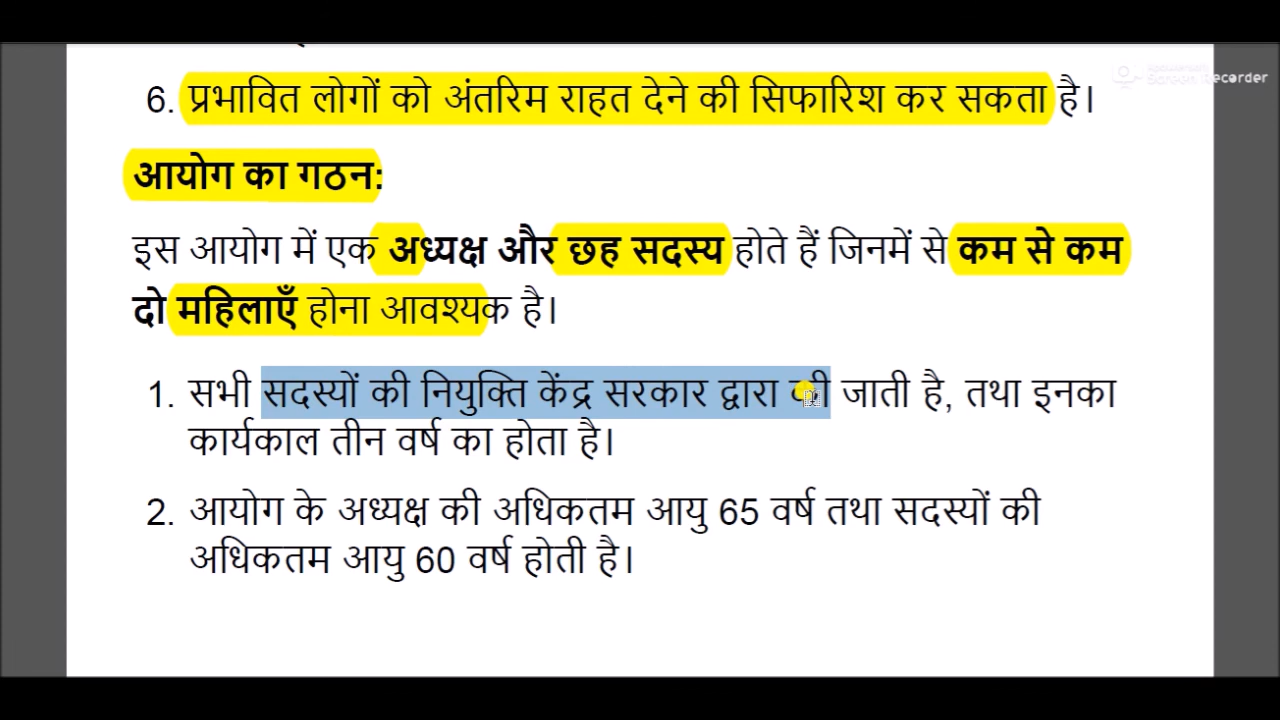 6. प्रभावित लोगों को अंतरिम राहत देने की सिफारिश कर सकता है।
Screen Recorder
आयोग का गठन:
इस आयोग में एक अध्यक्ष और छह सदस्य होते हैं जिनमें से कम से कम
दो महिलाएँ होना आवश्यक है।
1. सभी सदस्यों की नियुक्ति केंद्र सरकार द्वारा की जाती है, तथा इनका
कार्यकाल तीन वर्ष का होता है।
2. आयोग के अध्यक्ष की अधिकतम आयु 65 वर्ष तथा सदस्यों की
अधिकतम आयु 60 वर्ष होती है।